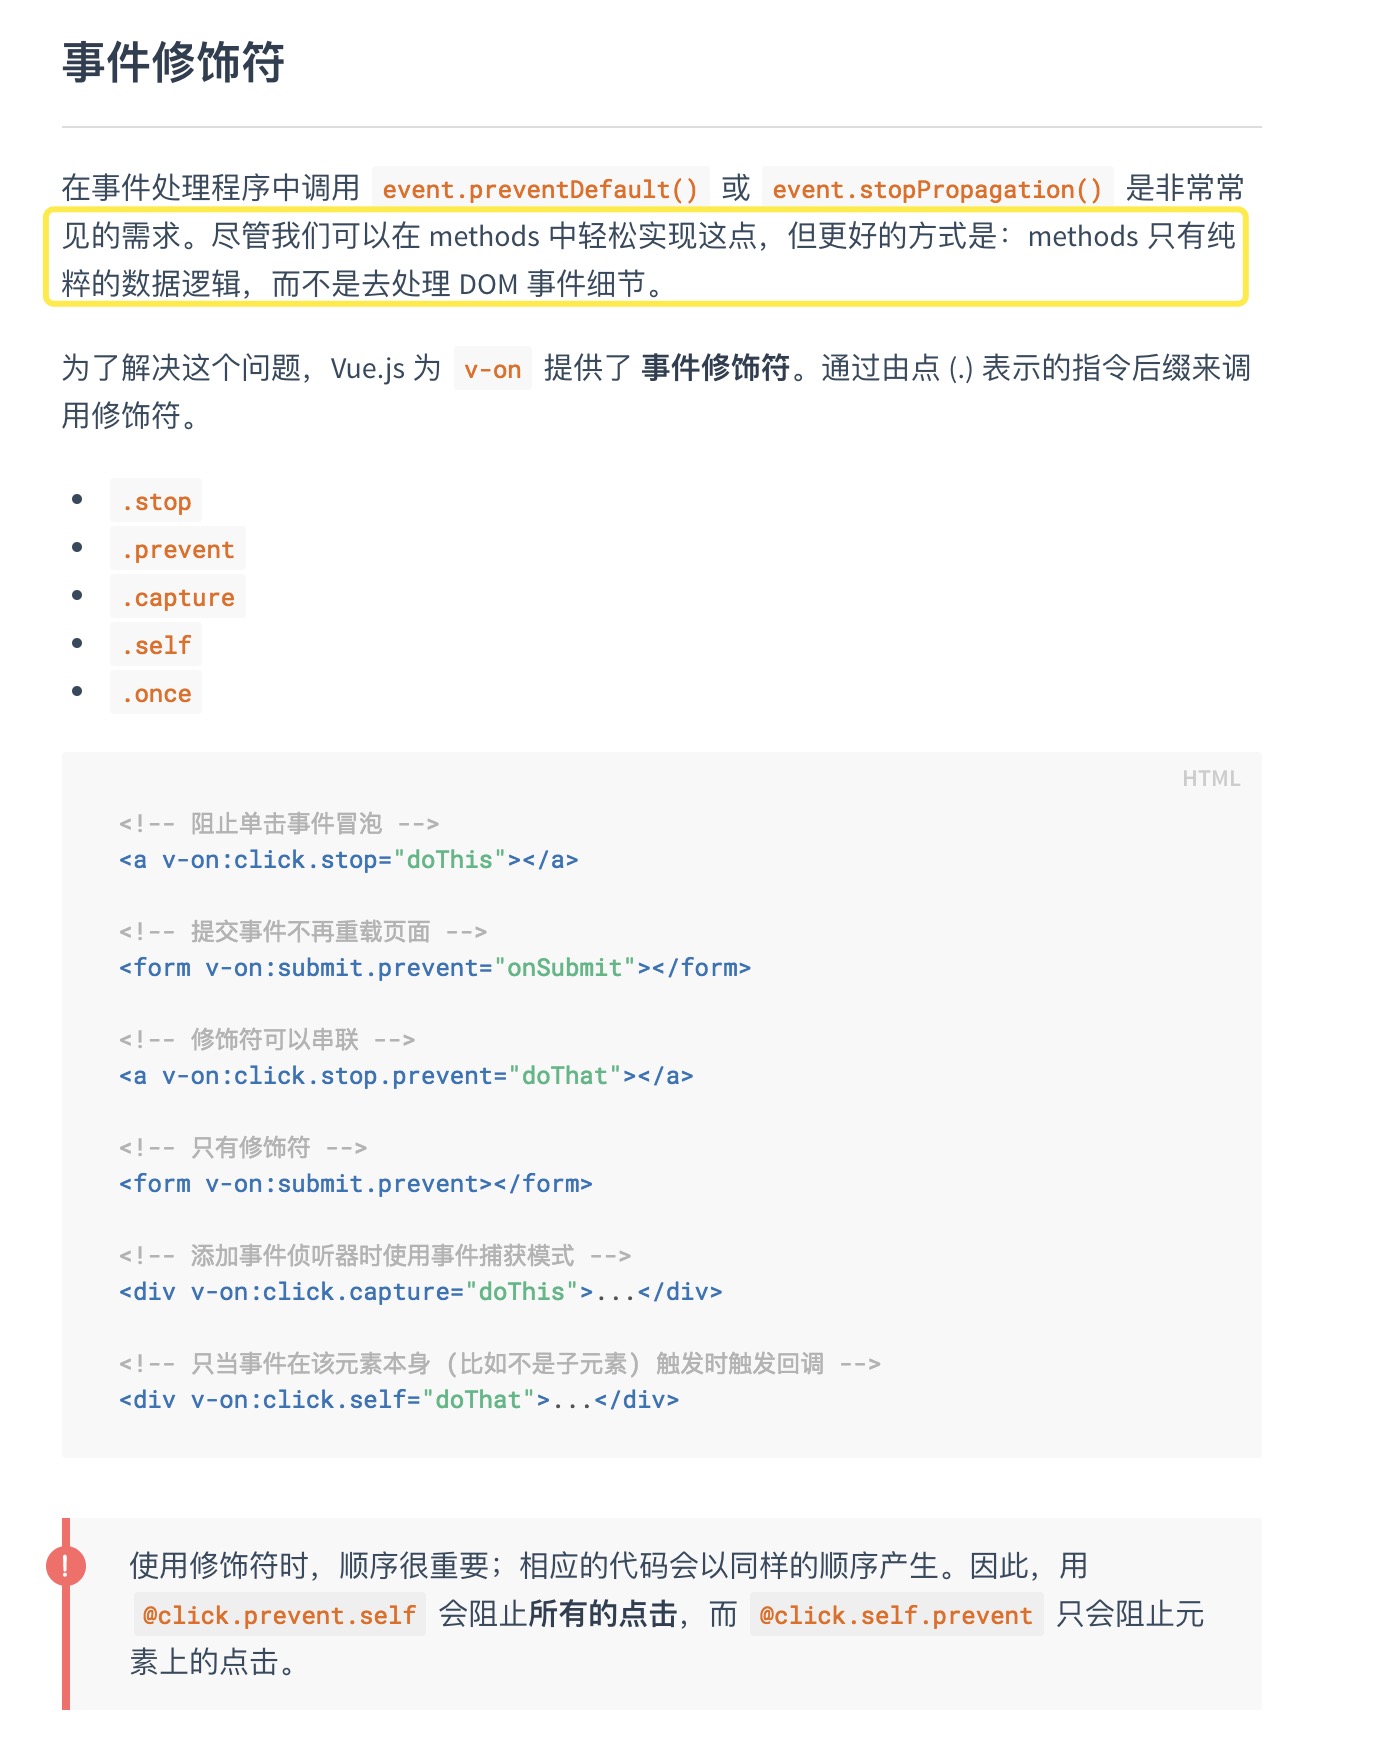 事件修饰符
在事件处理程序中调用 event.preventDefault() 或 event.stopPropagation() 是非常常
见的需求。尽管我们可以在 methods 中轻松实现这点，但更好的方式是：methods 只有纯
粹的数据逻辑，而不是去处理 DOM 事件细节。
为了解决这个问题，Vue.js 为 v-on 提供了 事件修饰符。通过由点 (.) 表示的指令后缀来调
用修饰符。
• .stop
• .prevent
• .capture
• .self
• .once
HTML
<!-- 阻止单击事件冒泡 -->
<a v-on:click.stop="doThis"></a>
<!-- 提交事件不再重载页面 -->
<form v-on:submit.prevent="onSubmit"></form>
<!-- 修饰符可以串联 -->
<a v-on:click.stop.prevent="doThat"></a>
<!-- 只有修饰符 -->
<form v-on:submit.prevent></form>
<!-- 添加事件侦听器时使用事件捕获模式 -->
<div v-on:click.capture="doThis">...</div>
<!-- 只当事件在该元素本身 (比如不是子元素) 触发时触发回调 -->
<div v-on:click.self="doThat">...</div>
!
使用修饰符时，顺序很重要；相应的代码会以同样的顺序产生。因此，用
@click.prevent.self 会阻止所有的点击，而 @click.self.prevent 只会阻止元
素上的点击。